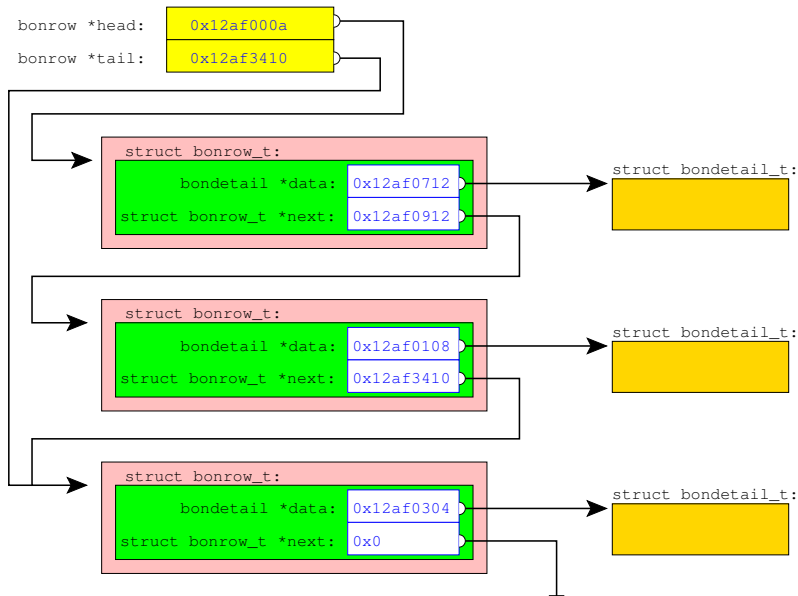 bonrow *head: 0x12af000a
bonrow *tail: 0x12af3410
struct bonrow_t:
struct bondetail_t:
bondetail *data: 0x12af0712
struct bonrow_t *next: 0x12af0912
struct bonrow_t:
struct bondetail_t:
bondetail *data: 0x12af0108
struct bonrow_t *next: 0x12af3410
struct bonrow_t:
struct bondetail_t:
bondetail *data: 0x12af0304
struct bonrow_t *next: 0x0